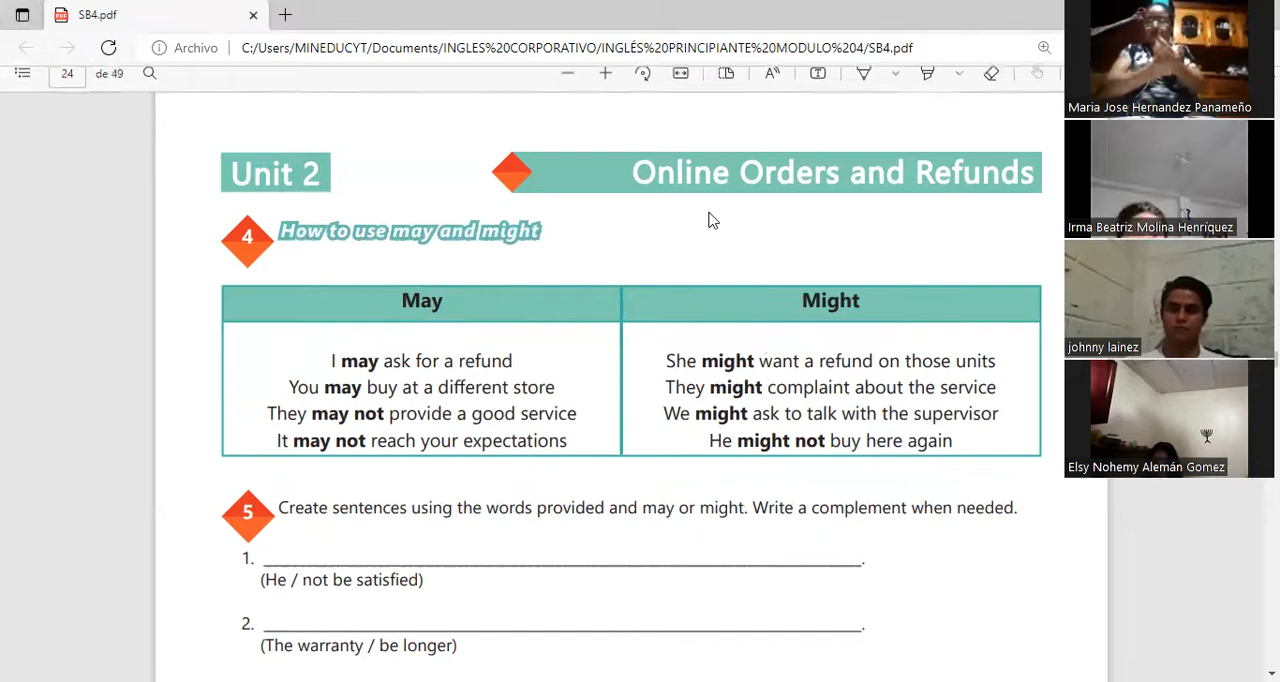 SB4.pdf
Archivo
C:/Users/MINEDUCYT/Documents/INGLES%20CORPORATIVO/INGLÉS%20PRINCIPIANTE%20MODULO%204/SB4.pdf
24 de 49
Unit 2
Online Orders and Refunds
4 How to use may and might
May
Might
I may ask for a refund
You may buy at a different store
They may not provide a good service
It may not reach your expectations
She might want a refund on those units
They might complaint about the service
We might ask to talk with the supervisor
He might not buy here again
5 Create sentences using the words provided and may or might. Write a complement when needed.
1. ______.
(He / not be satisfied)
2. ______.
(The warranty / be longer)
Maria Jose Hernandez Panameño
Irma Beatriz Molina Henríquez
johnny lainez
Elsy Nohemy Alemán Gomez